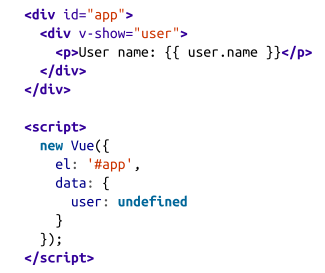 <div id="app">
  <div v-show="user">
    <p>User name: {{ user.name }}</p>
  </div>
</div>

<script>
  new Vue({
    el: '#app',
    data: {
      user: undefined
    }
  });
</script>